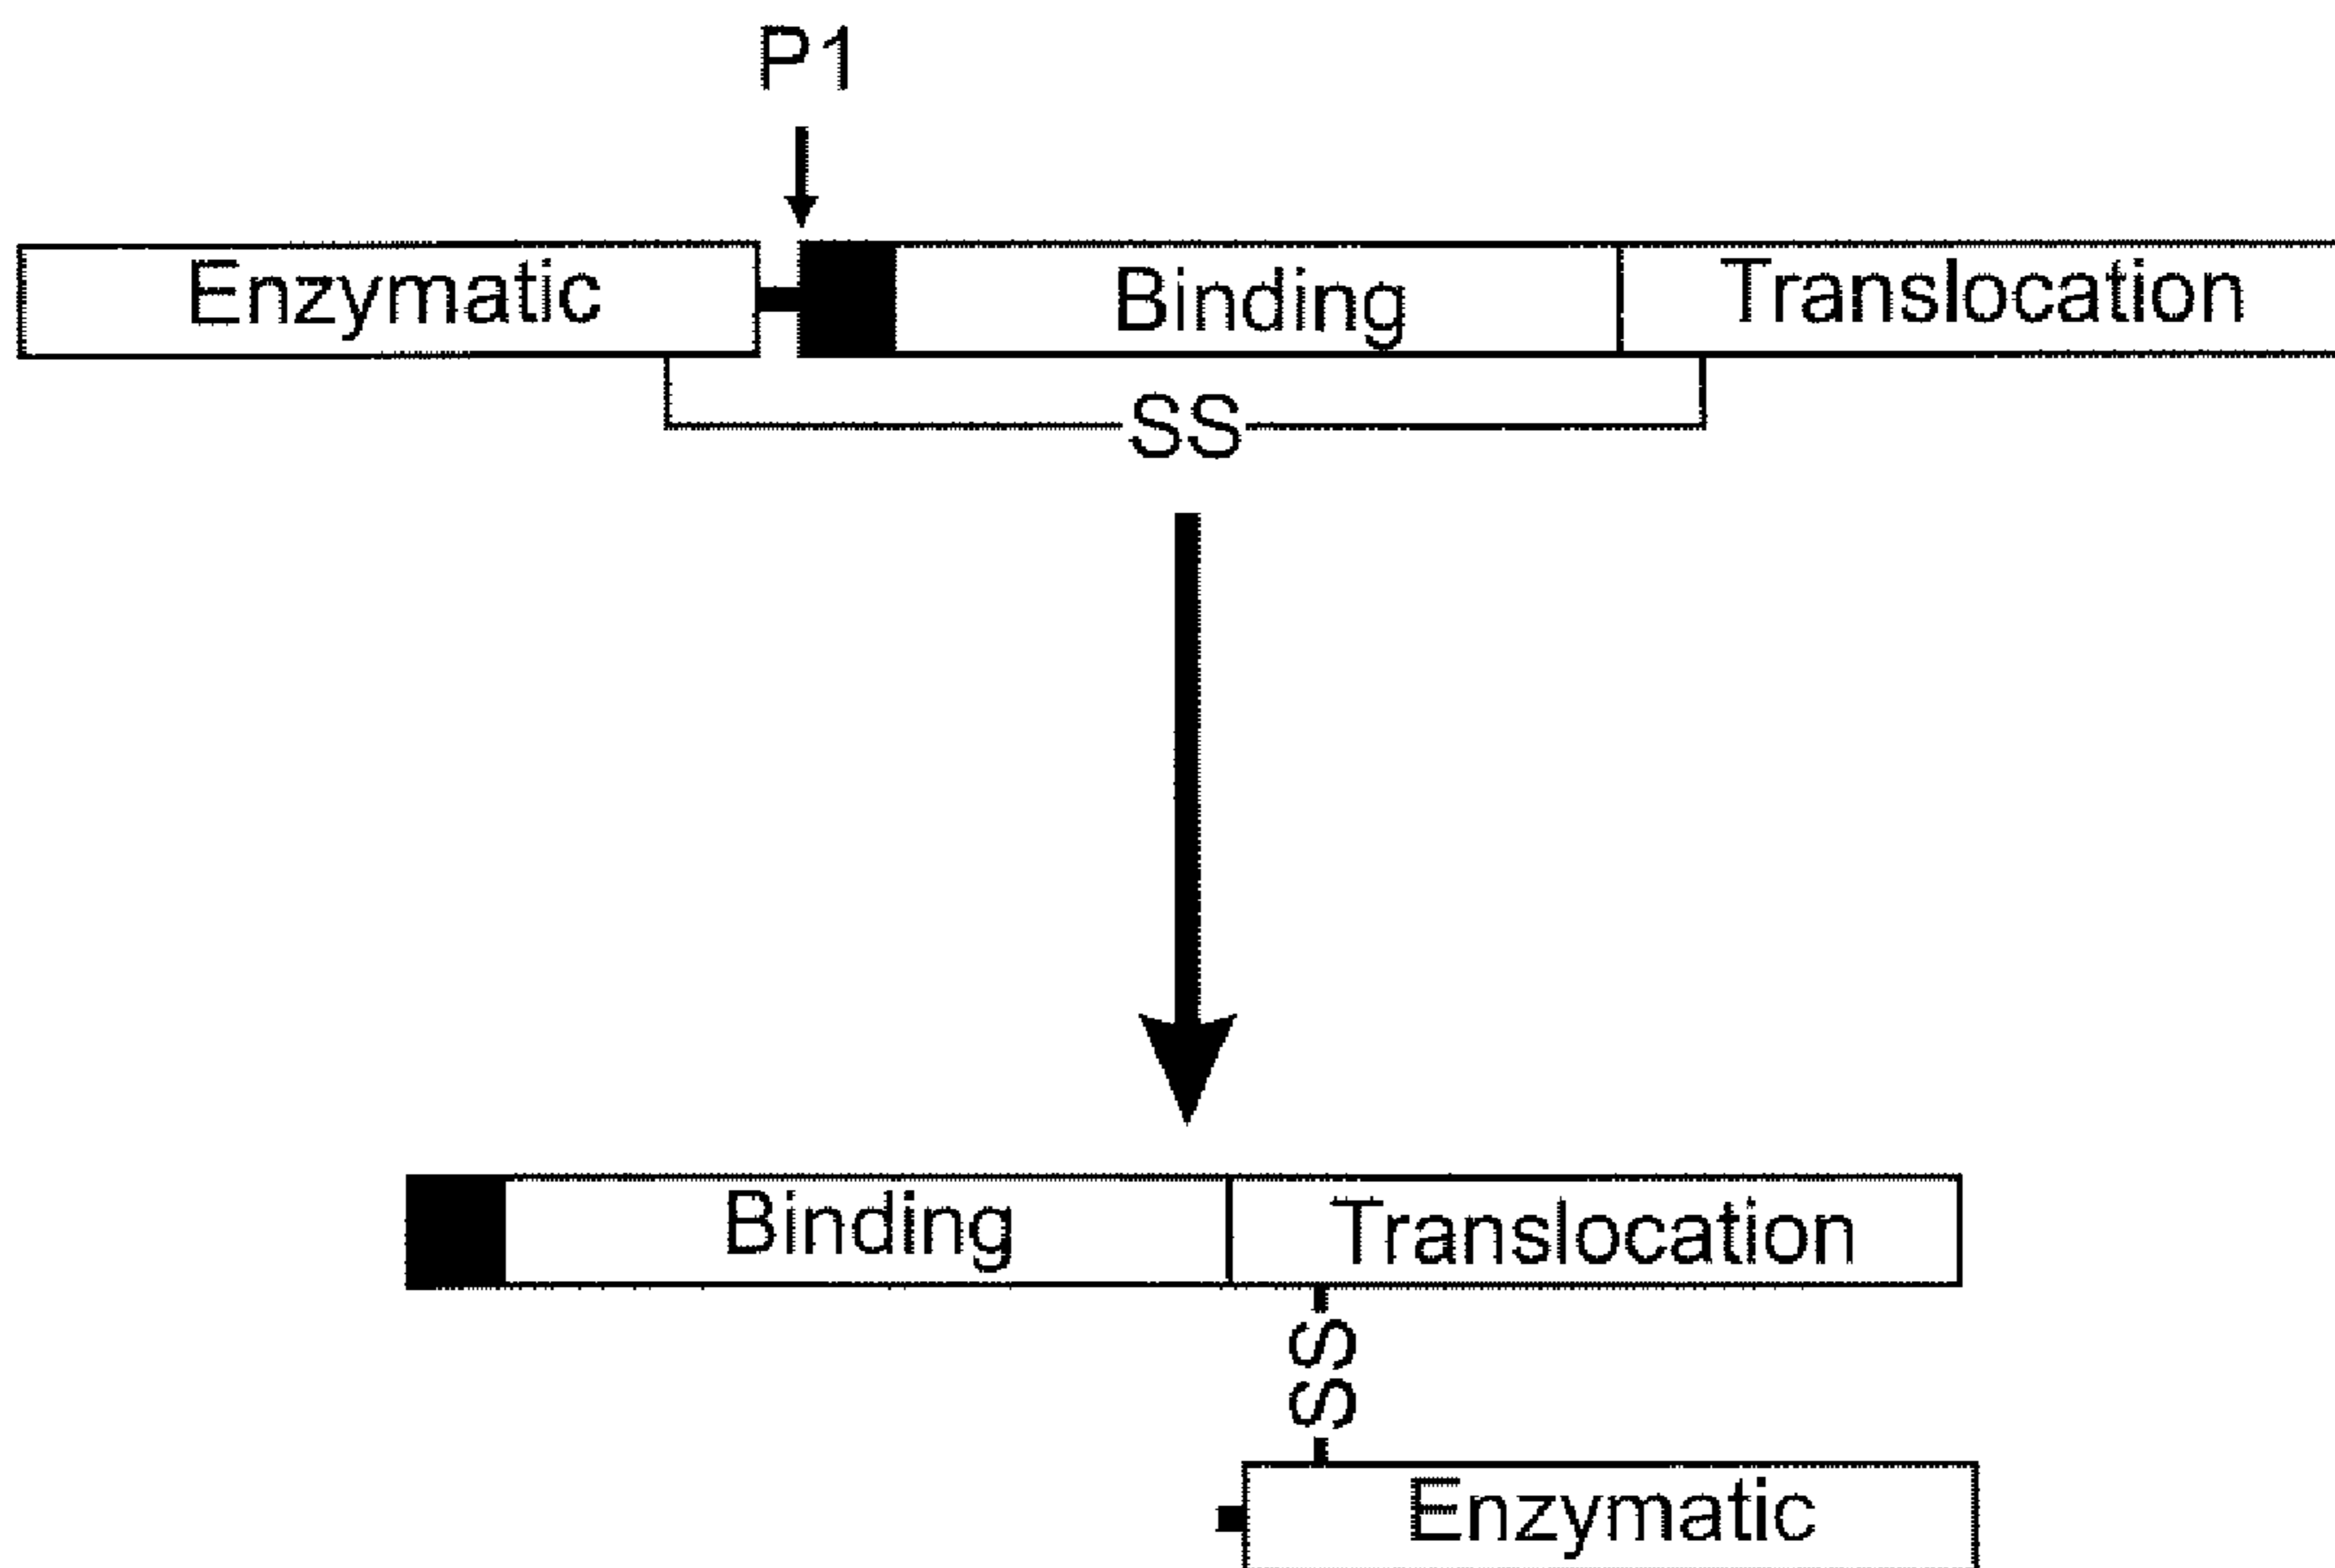 P1
Enzymatic Binding Translocation
SS
Binding Translocation
SS
Enzymatic